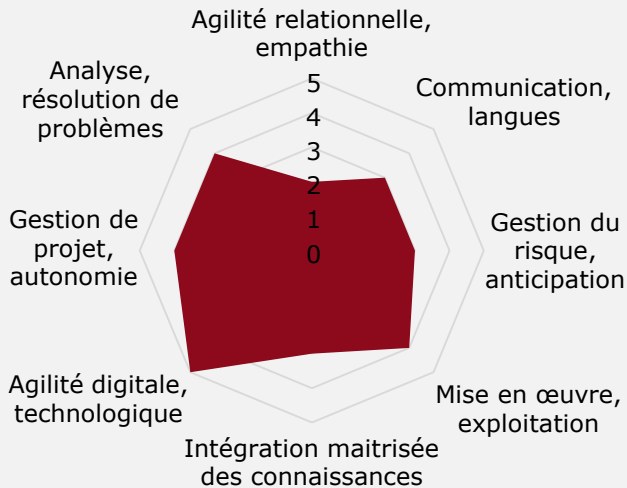 Agilité relationnelle,
empathie
Communication,
langues
Gestion du
risque,
anticipation
Mise en œuvre,
exploitation
Intégration maitrisée
des connaissances
Agilité digitale,
technologique
Gestion de
projet,
autonomie
Analyse,
résolution de
problèmes
5
4
3
2
1
0